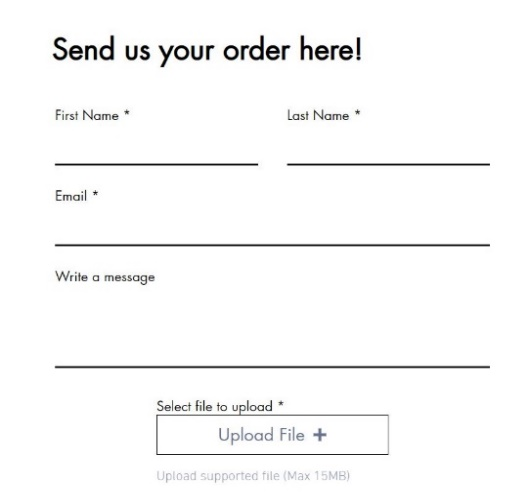 Send us your order here!
First Name * Last Name *
Email *
Write a message
Select file to upload *
Upload File +
Upload supported file (Max 15MB)